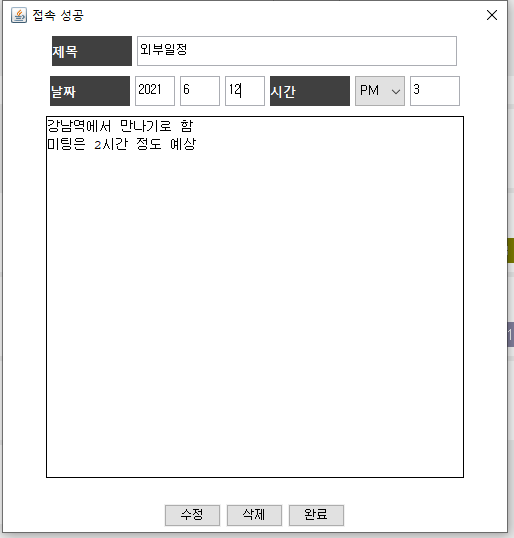 접속 성공
제목 외부일정
날짜 2021 6 12 시간 PM 3
강남역에서 만나기로 함
미팅은 2시간 정도 예상
수정 삭제 완료